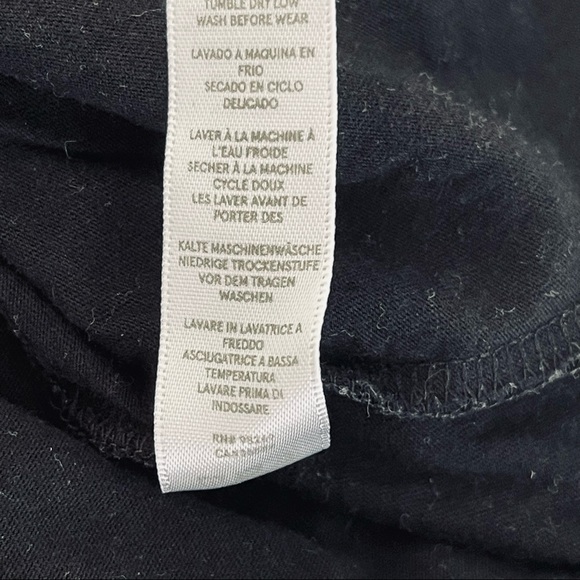 TUMBLE DRY LOW
WASH BEFORE WEAR
LAVADO A MAQUINA EN
FRIO
SECADO EN CICLO
DELICADO
LAVER À LA MACHINE À
L'EAU FROIDE
SECHER À LA MACHINE
CYCLE DOUX
LES LAVER AVANT DE
PORTER DES
KALTE MASCHINENWÄSCHE
NIEDRIGE TROCKENSTUFE
VOR DEM TRAGEN
WASCHEN
LAVARE IN LAVATRICE A
FREDDO
ASCIUGATRICE A BASSA
TEMPERATURA
LAVARE PRIMA DI
INDOSSARE
RN#